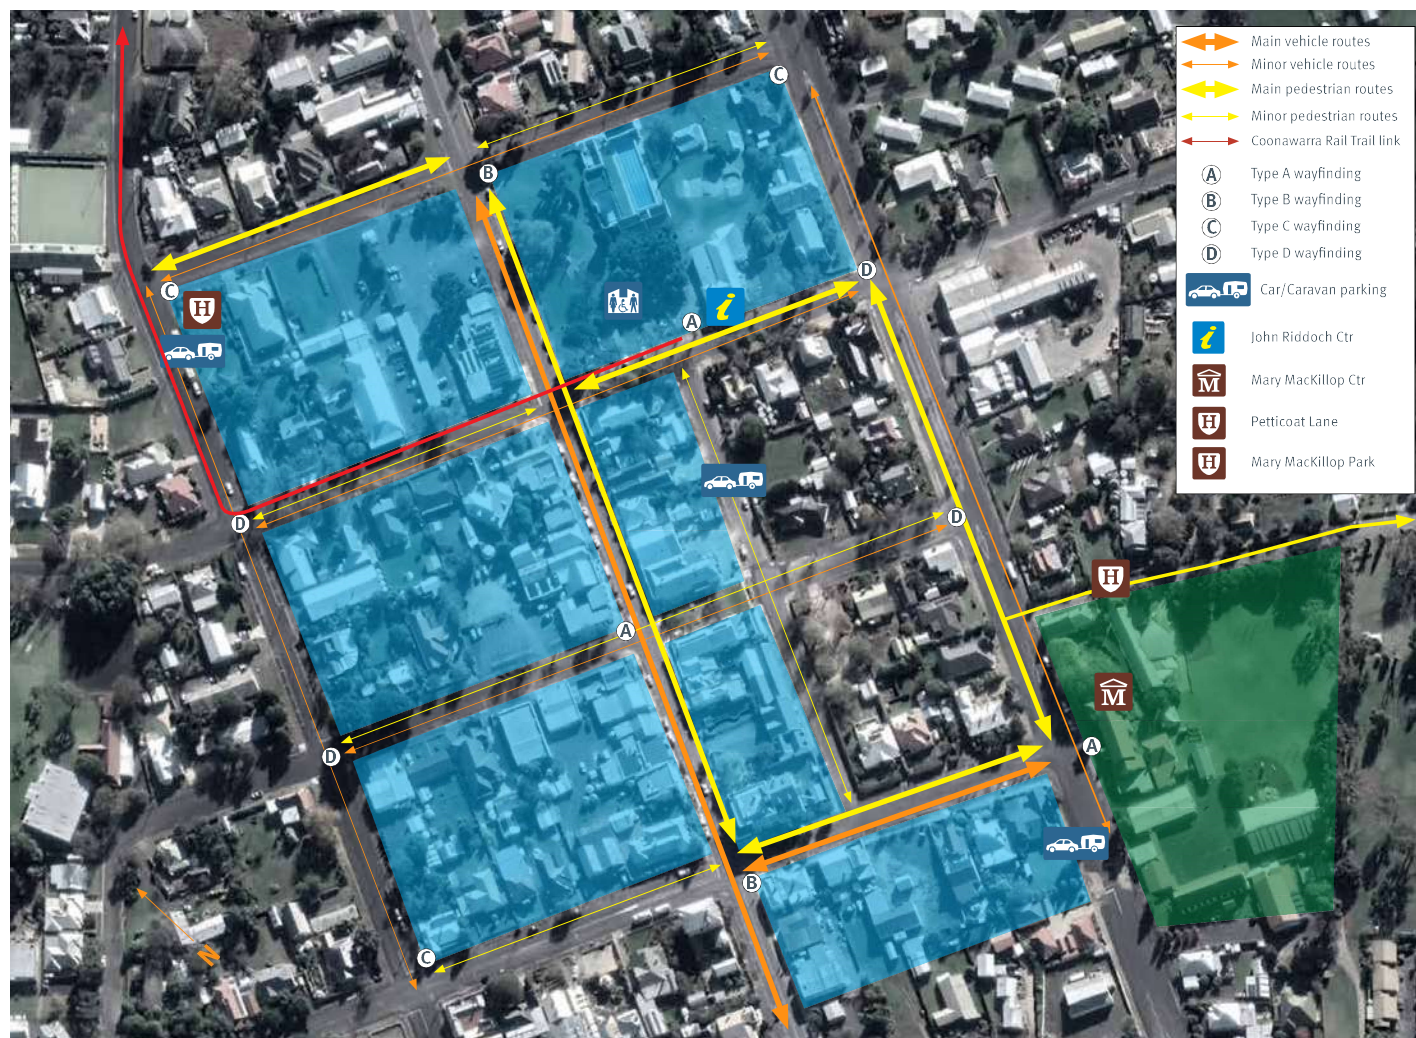 Main vehicle routes
Minor vehicle routes
Main pedestrian routes
Minor pedestrian routes
Coonawarra Rail Trail link
A Type A wayfinding
B Type B wayfinding
C Type C wayfinding
D Type D wayfinding
Car/Caravan parking
i John Riddoch Ctr
M Mary MacKillop Ctr
H Petticoat Lane
H Mary MacKillop Park
C
B
D
C
H
A
i
D
D
H
A
M
A
D
B
C
N